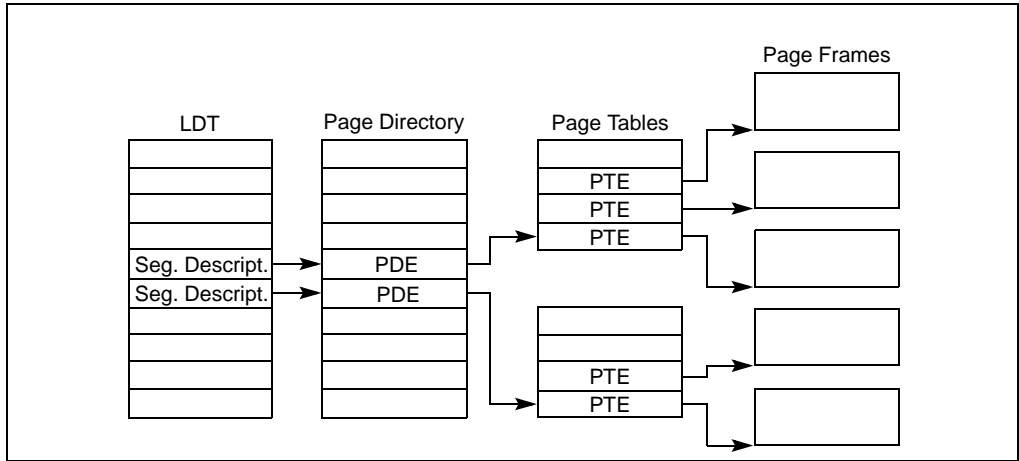 Page Frames
LDT
Page Directory
Page Tables
PTE
PTE
PTE
Seg. Descript.
PDE
Seg. Descript.
PDE
PTE
PTE